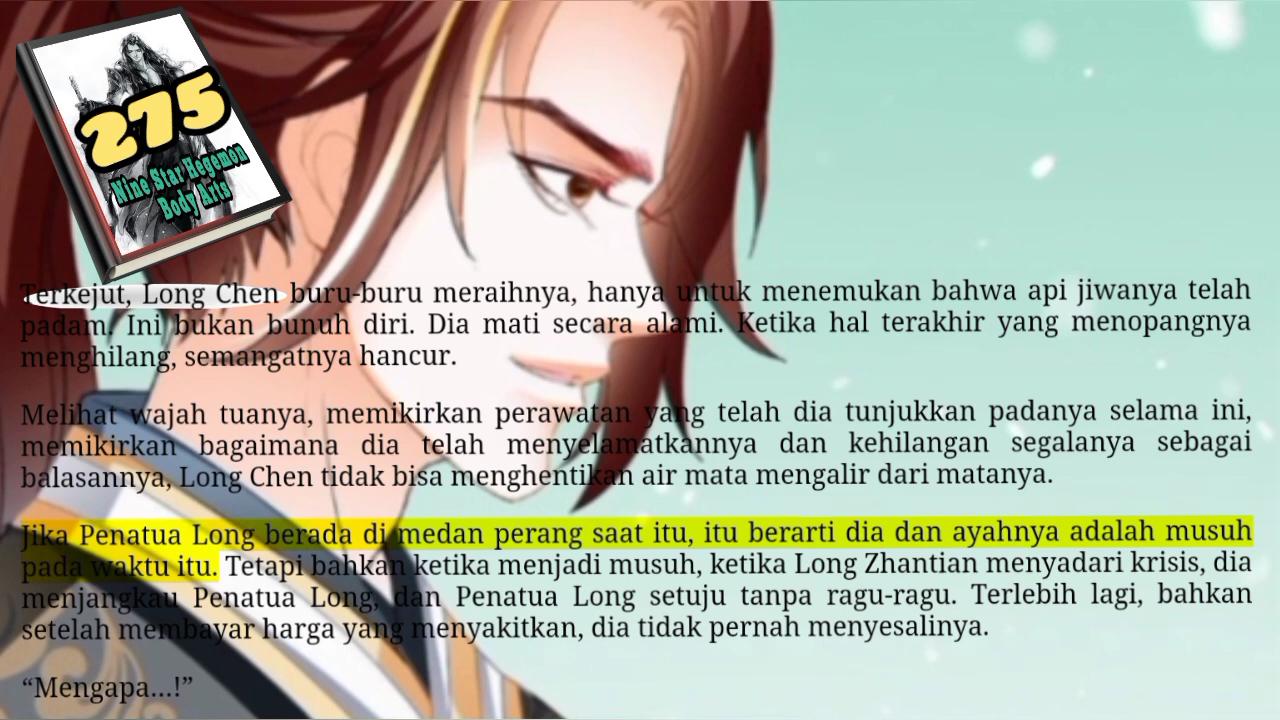 275
Nine Star Hegemon
Body Arts
Terkejut, Long Chen buru-buru meraihnya, hanya untuk menemukan bahwa api jiwanya telah
padam. Ini bukan bunuh diri. Dia mati secara alami. Ketika hal terakhir yang menopangnya
menghilang, semangatnya hancur.
Melihat wajah tuanya, memikirkan perawatan yang telah dia tunjukkan padanya selama ini,
memikirkan bagaimana dia telah menyelamatkannya dan kehilangan segalanya sebagai
balasannya, Long Chen tidak bisa menghentikan air mata mengalir dari matanya.
Jika Penatua Long berada di medan perang saat itu, itu berarti dia dan ayahnya adalah musuh
pada waktu itu. Tetapi bahkan ketika menjadi musuh, ketika Long Zhantian menyadari krisis, dia
menjangkau Penatua Long, dan Penatua Long setuju tanpa ragu-ragu. Terlebih lagi, bahkan
setelah membayar harga yang menyakitkan, dia tidak pernah menyesalinya.
“Mengapa...!”